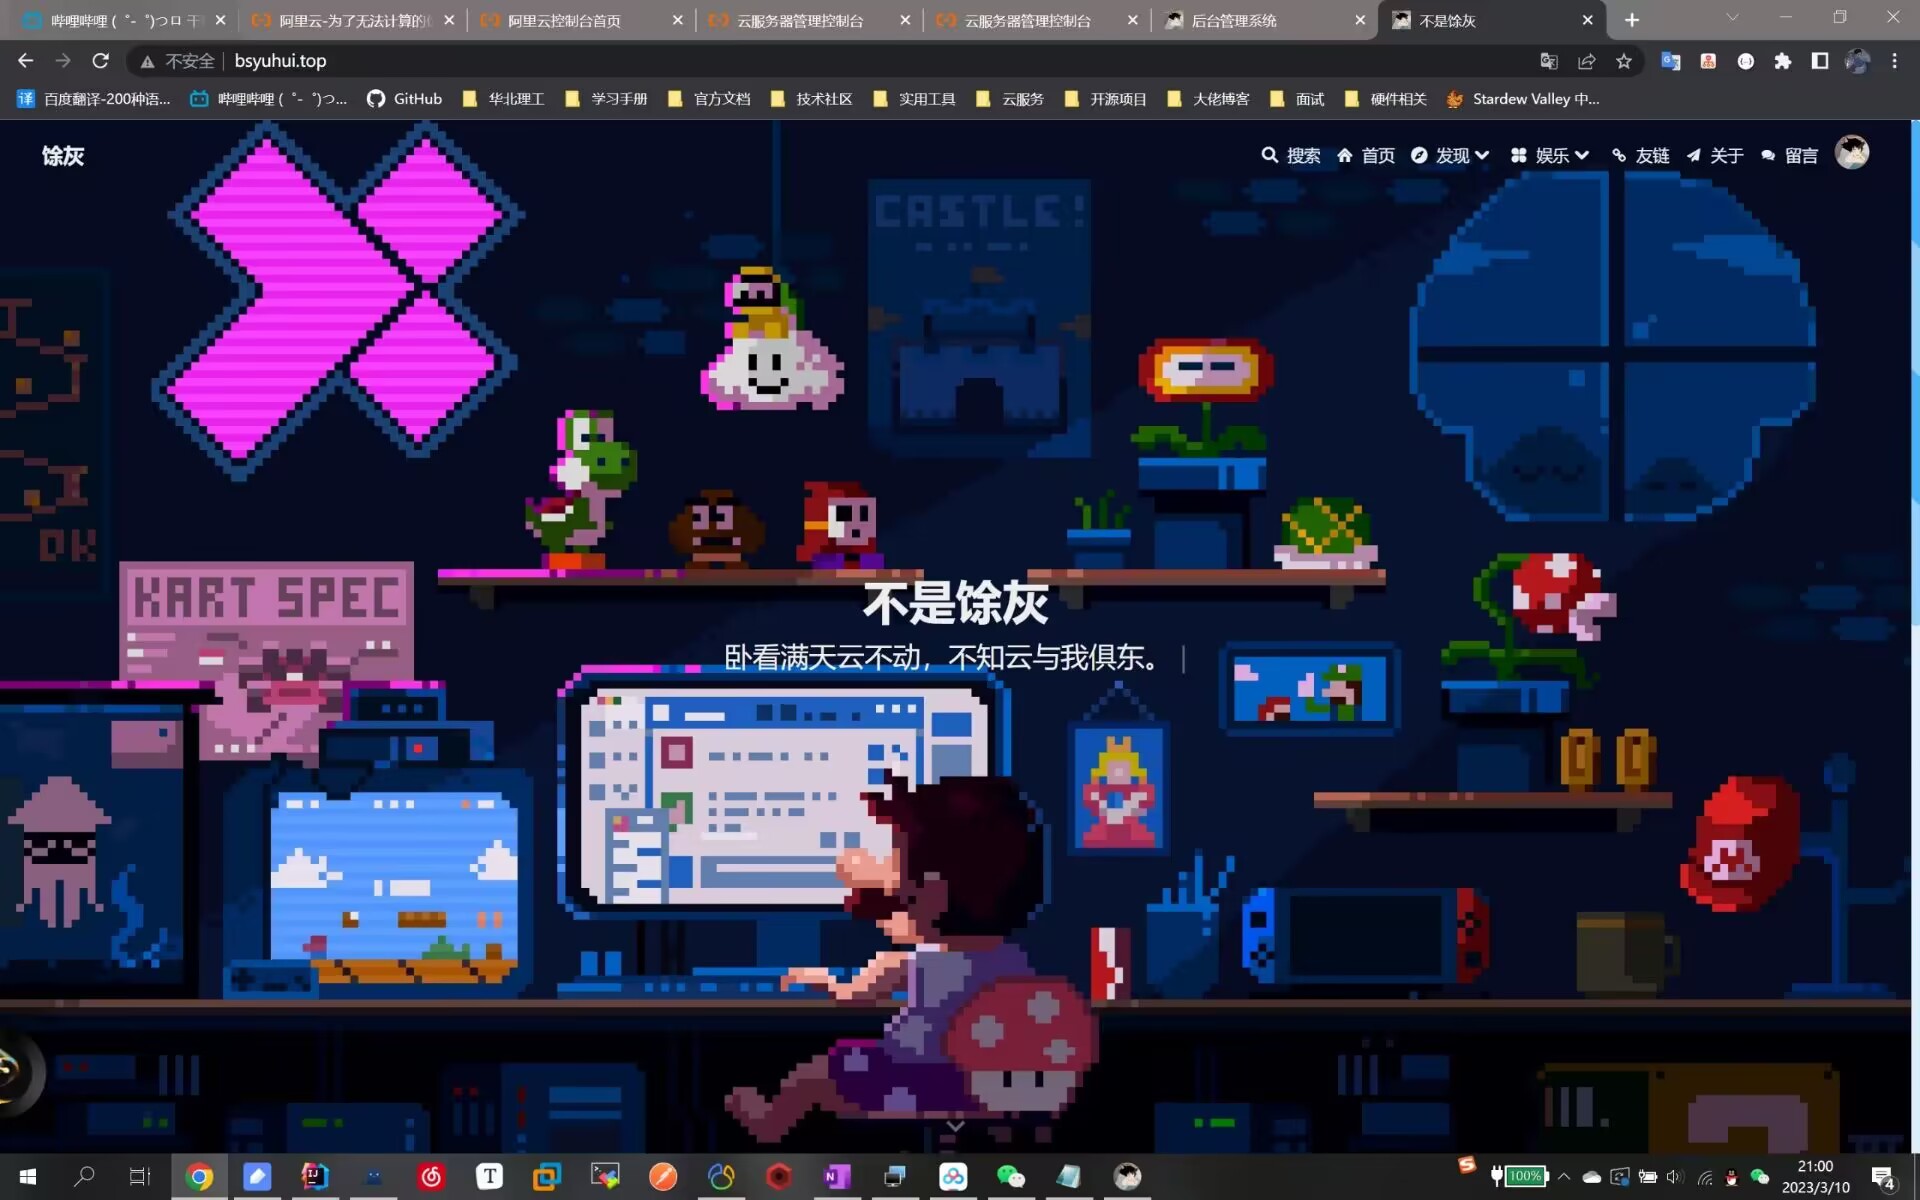 哔哩哔哩 (゜-゜)つロ 干
阿里云-为了无法计算的
阿里云控制台首页
云服务器管理控制台
云服务器管理控制台
后台管理系统
不是馀灰
不安全
bsyuhui.top
译 百度翻译-200种语...
哔哩哔哩 (゜-゜)つ...
GitHub
华北理工
学习手册
官方文档
技术社区
实用工具
云服务
开源项目
大佬博客
面试
硬件相关
Stardew Valley 中...
馀灰
搜索
首页
发现
娱乐
友链
关于
留言
CASTLE!
DK
KART SPEC
不是馀灰
卧看满天云不动，不知云与我俱东。
100%
21:00
2023/3/10
4